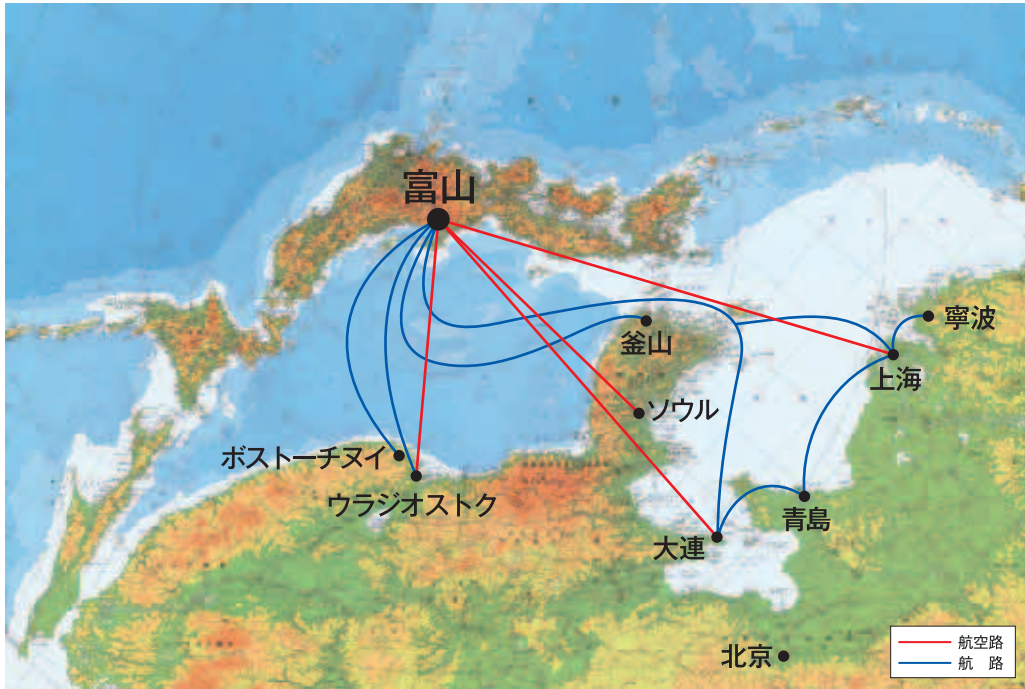 富山
釜山
寧波
上海
ソウル
ボストーチヌイ
ウラジオストク
青島
大連
北京
航空路
航　路